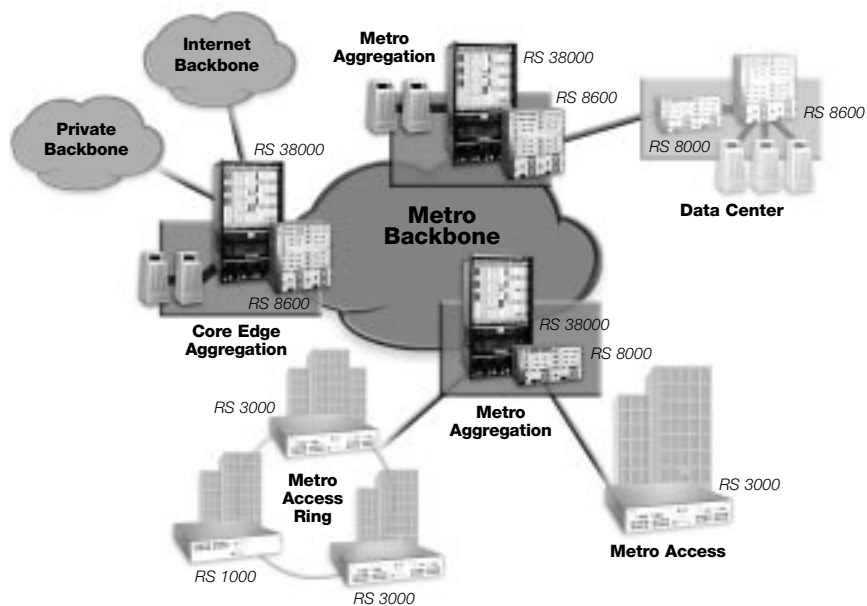 Internet
Backbone
Private
Backbone
RS 38000
RS 8600
Core Edge
Aggregation
Metro
Aggregation
RS 38000
RS 8600
RS 8000
RS 8600
Data Center
Metro
Backbone
RS 38000
RS 8000
Metro
Aggregation
RS 3000
Metro
Access
Ring
RS 1000
RS 3000
RS 3000
Metro Access